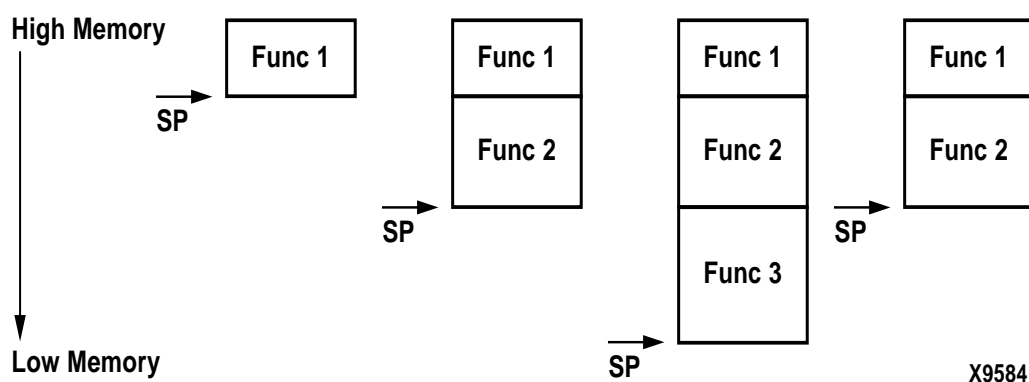 High Memory
Func 1
Func 1
Func 1
Func 1
SP
Func 2
Func 2
Func 2
SP
SP
Func 3
Low Memory
SP
X9584